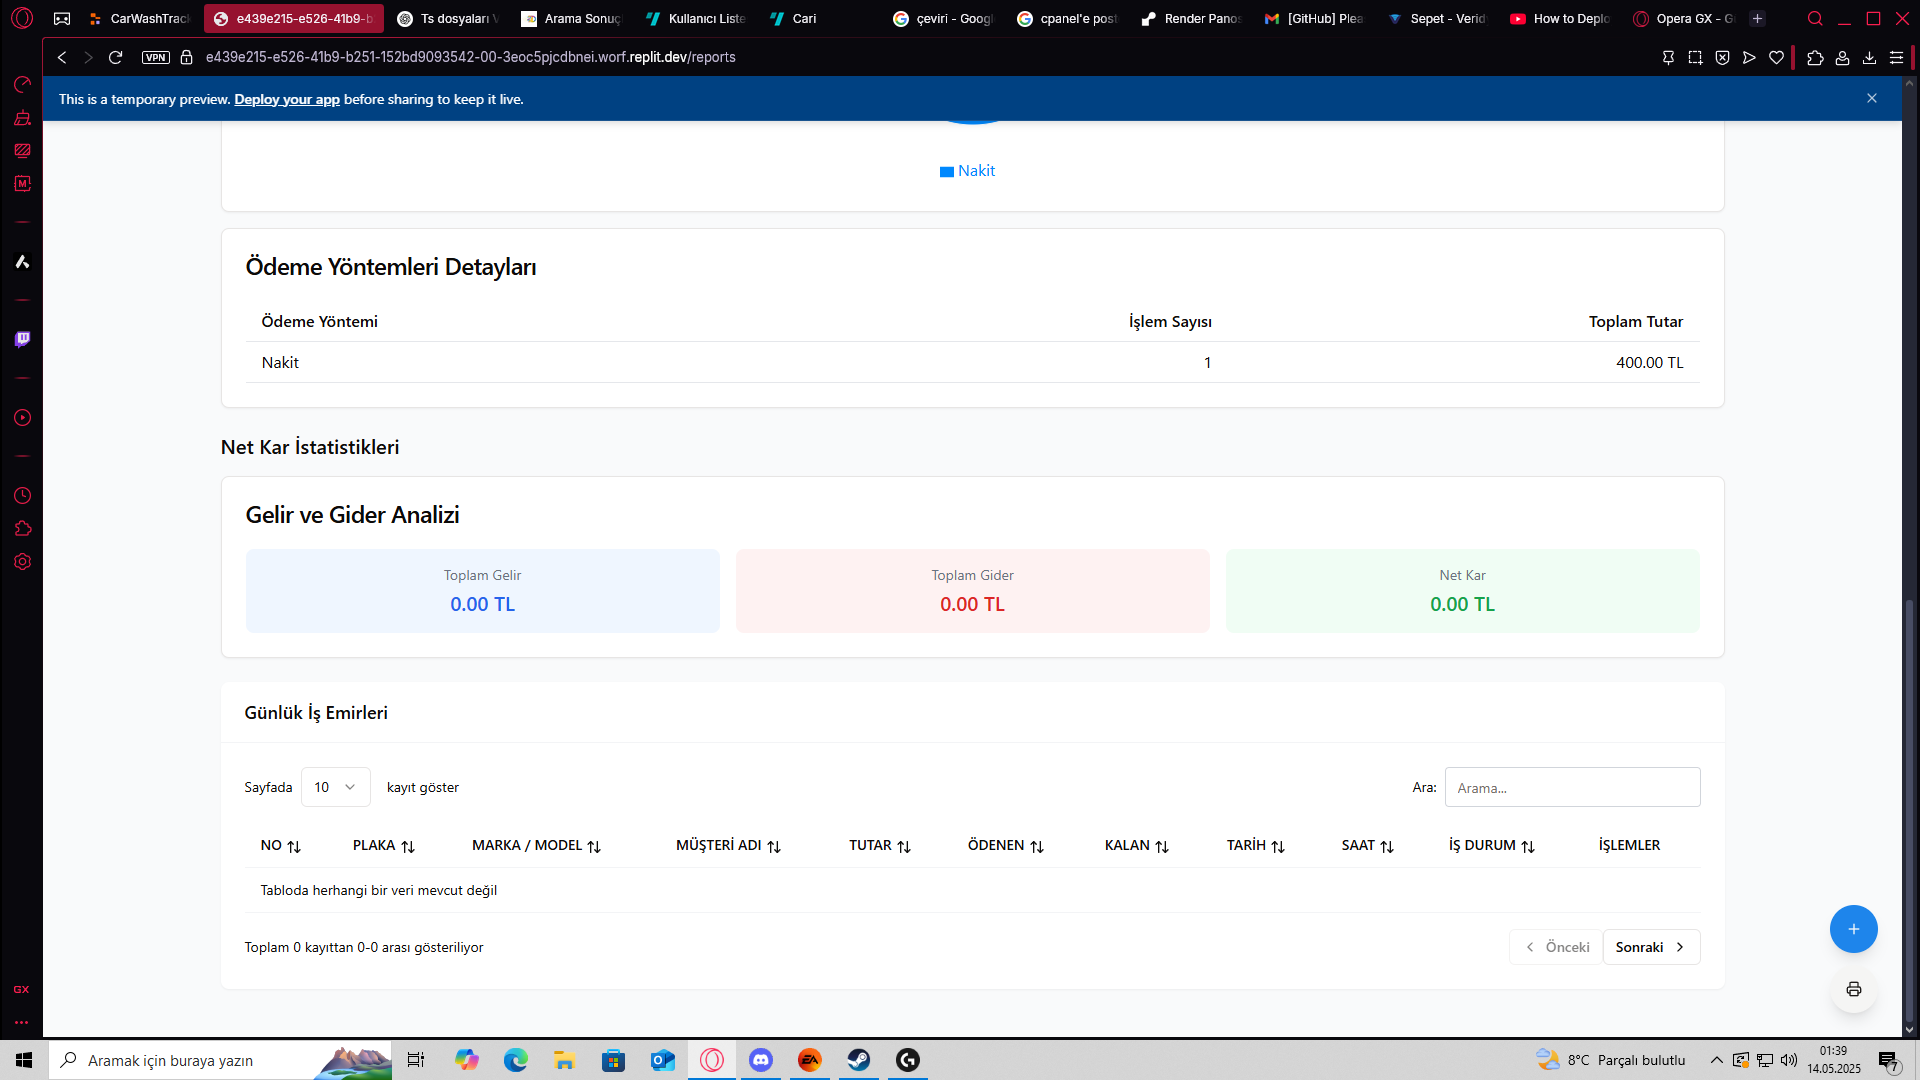 CarWashTrack
e439e215-e526-41b9-b
Ts dosyaları V
Arama Sonuç
Kullanıcı Liste
Cari
çeviri - Googl
cpanel'e post
Render Panos
[GitHub] Plea
Sepet - Verid
How to Deplo
Opera GX - G
VPN
e439e215-e526-41b9-b251-152bd9093542-00-3eoc5pjcdbnei.worf.replit.dev/reports
This is a temporary preview. Deploy your app before sharing to keep it live.
Nakit
Ödeme Yöntemleri Detayları
Ödeme Yöntemi İşlem Sayısı Toplam Tutar
Nakit 1 400.00 TL
Net Kar İstatistikleri
Gelir ve Gider Analizi
Toplam Gelir Toplam Gider Net Kar
0.00 TL 0.00 TL 0.00 TL
Günlük İş Emirleri
Sayfada 10 kayıt göster Ara: Arama...
NO PLAKA MARKA / MODEL MÜŞTERİ ADI TUTAR ÖDENEN KALAN TARİH SAAT İŞ DURUM İŞLEMLER
Tabloda herhangi bir veri mevcut değil
Toplam 0 kayıttan 0-0 arası gösteriliyor Önceki Sonraki
GX
Aramak için buraya yazın
8°C Parçalı bulutlu
01:39
14.05.2025
7